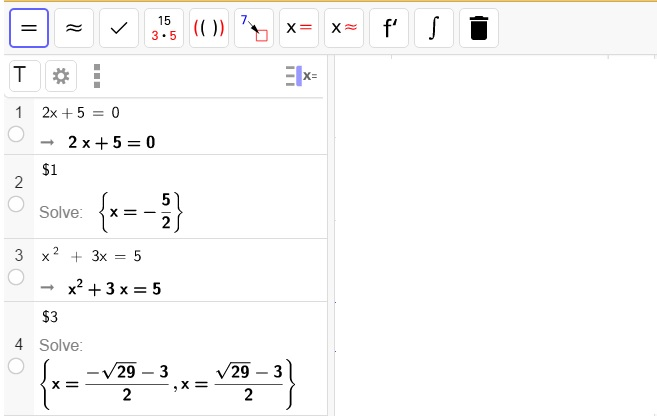 = ≈ ✓ 15 3·5 (( )) 7 x= x≈ f‘ ∫
T x=
1 2x + 5 = 0
→ 2 x + 5 = 0
2 $1
Solve: {x = −5/2}
3 x² + 3x = 5
→ x² + 3 x = 5
$3
4 Solve:
{x = (−√29 − 3)/2, x = (√29 − 3)/2}